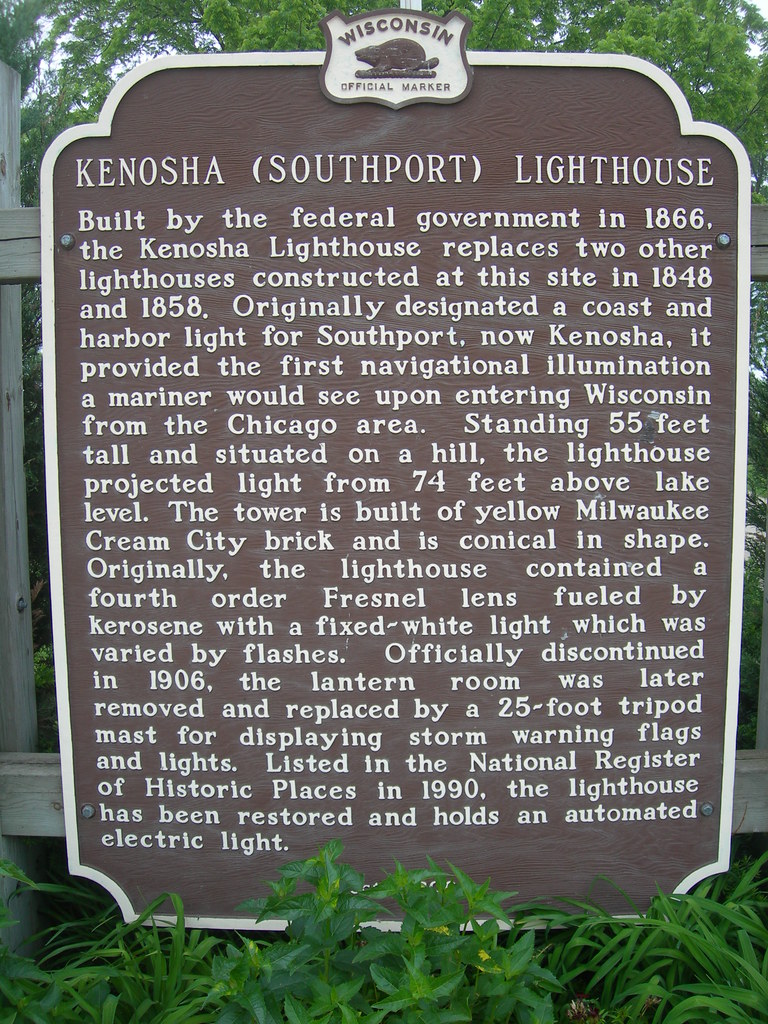 WISCONSIN
OFFICIAL MARKER
KENOSHA (SOUTHPORT) LIGHTHOUSE
Built by the federal government in 1866,
the Kenosha Lighthouse replaces two other
lighthouses constructed at this site in 1848
and 1858. Originally designated a coast and
harbor light for Southport, now Kenosha, it
provided the first navigational illumination
a mariner would see upon entering Wisconsin
from the Chicago area. Standing 55 feet
tall and situated on a hill, the lighthouse
projected light from 74 feet above lake
level. The tower is built of yellow Milwaukee
Cream City brick and is conical in shape.
Originally, the lighthouse contained a
fourth order Fresnel lens fueled by
kerosene with a fixed-white light which was
varied by flashes. Officially discontinued
in 1906, the lantern room was later
removed and replaced by a 25-foot tripod
mast for displaying storm warning flags
and lights. Listed in the National Register
of Historic Places in 1990, the lighthouse
has been restored and holds an automated
electric light.